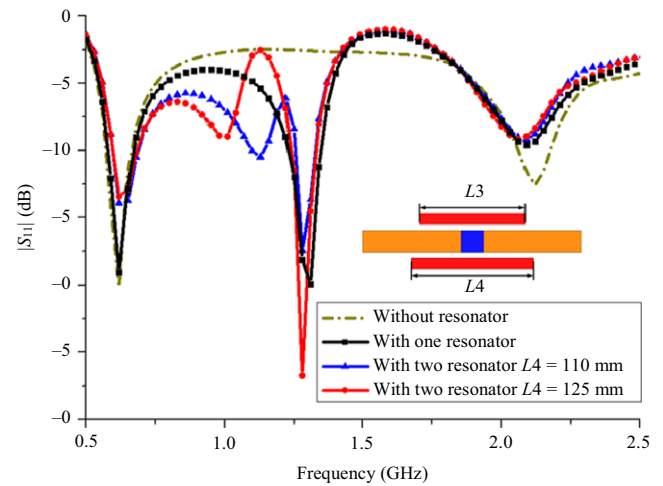 0
−5
−10
−5
−0
−5
−0
|S11| (dB)
L3
L4
Without resonator
With one resonator
With two resonator L4 = 110 mm
With two resonator L4 = 125 mm
0.5
1.0
1.5
2.0
2.5
Frequency (GHz)